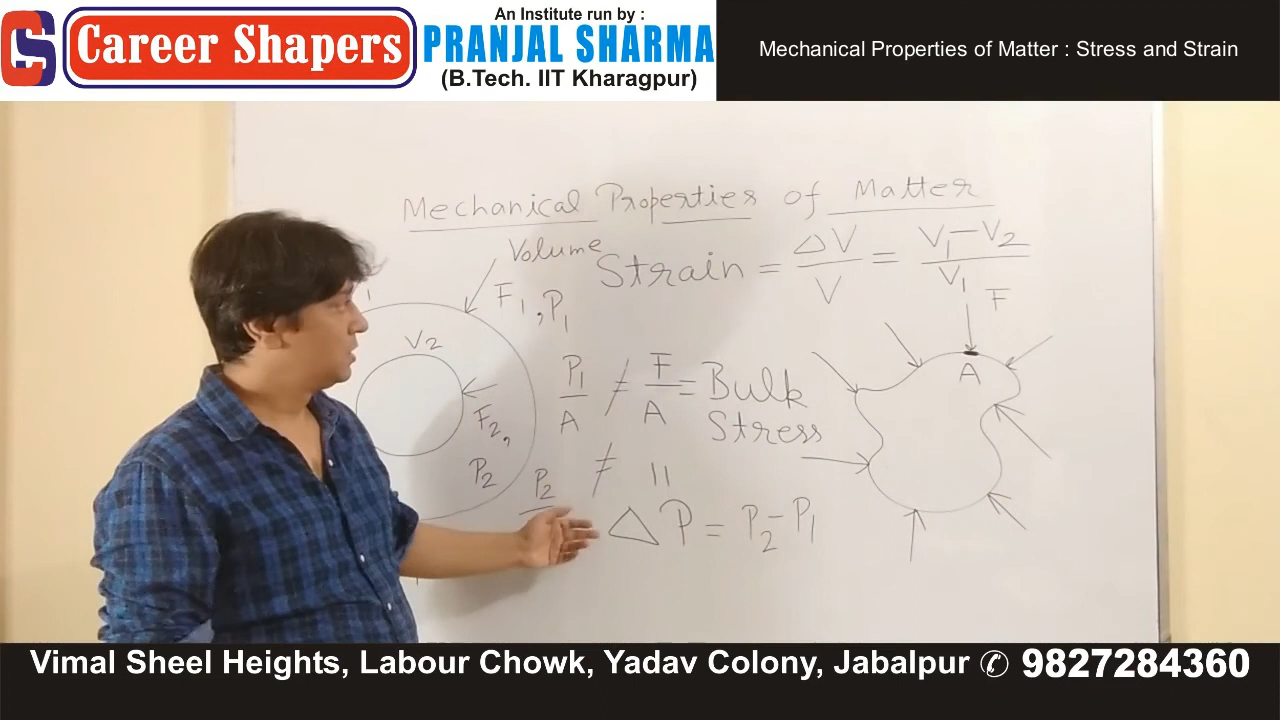 S Career Shapers
An Institute run by :
PRANJAL SHARMA
(B.Tech. IIT Kharagpur)
Mechanical Properties of Matter : Stress and Strain
Mechanical Properties of Matter
Volume Strain = ΔV/V = V₁−V₂/V₁
F₁, P₁
F
V₂
A
P₁/A ≠ F/A = Bulk
Stress
F₂,
P₂
P₂
≠ ||
ΔP = P₂−P₁
Vimal Sheel Heights, Labour Chowk, Yadav Colony, Jabalpur ✆ 9827284360